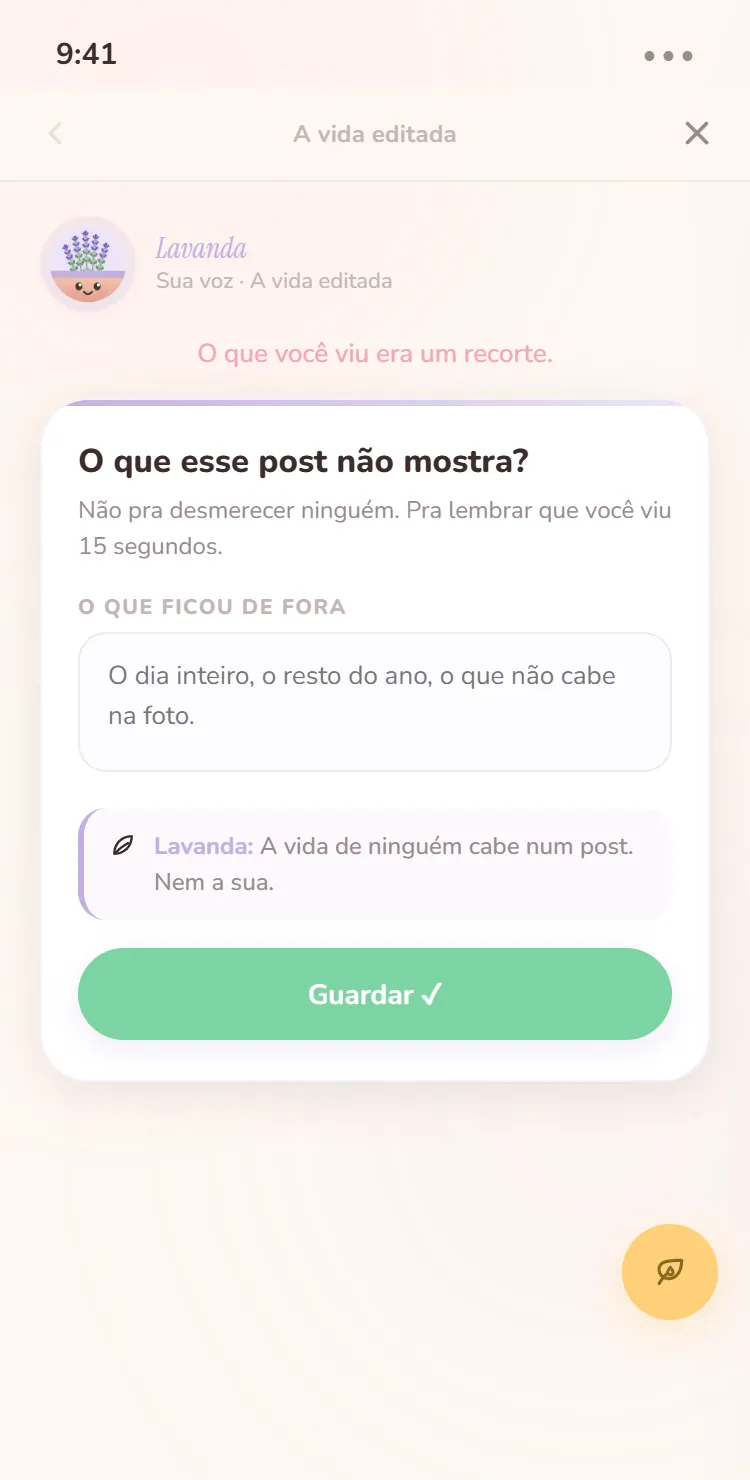 9:41
A vida editada
Lavanda
Sua voz · A vida editada
O que você viu era um recorte.
O que esse post não mostra?
Não pra desmerecer ninguém. Pra lembrar que você viu
15 segundos.
O QUE FICOU DE FORA
O dia inteiro, o resto do ano, o que não cabe
na foto.
Lavanda: A vida de ninguém cabe num post.
Nem a sua.
Guardar ✓